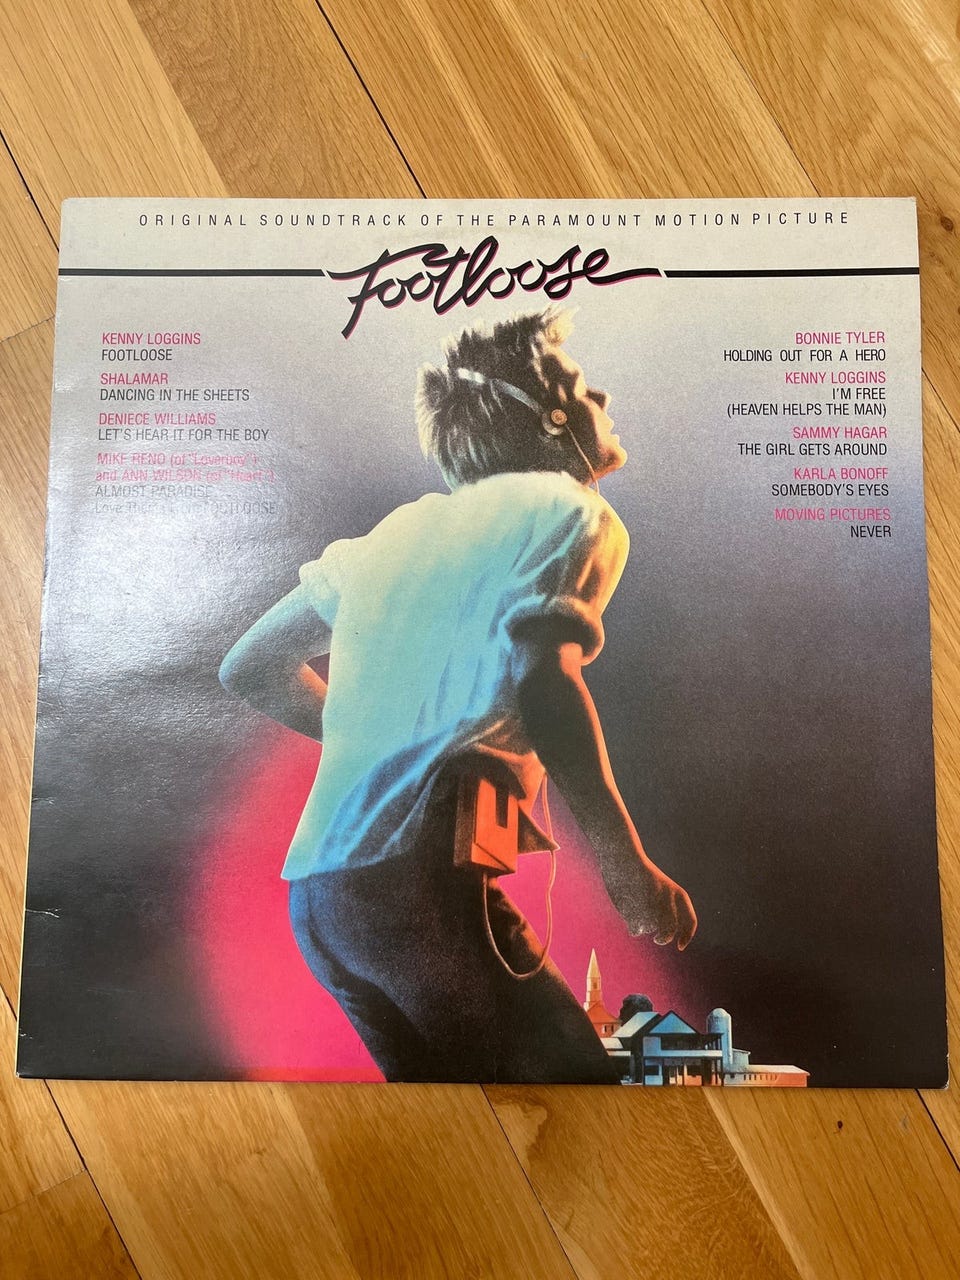 ORIGINAL SOUNDTRACK OF THE PARAMOUNT MOTION PICTURE
Footloose
KENNY LOGGINS
FOOTLOOSE
SHALAMAR
DANCING IN THE SHEETS
DENIECE WILLIAMS
LET'S HEAR IT FOR THE BOY
MIKE RENO (of "Loverboy")
and ANN WILSON (of "Heart")
ALMOST PARADISE
Love FOOTLOOSE
BONNIE TYLER
HOLDING OUT FOR A HERO
KENNY LOGGINS
I'M FREE
(HEAVEN HELPS THE MAN)
SAMMY HAGAR
THE GIRL GETS AROUND
KARLA BONOFF
SOMEBODY'S EYES
MOVING PICTURES
NEVER